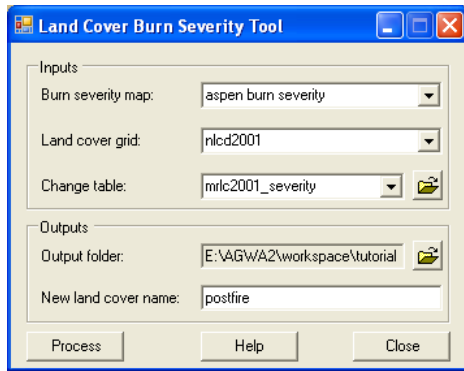 Land Cover Burn Severity Tool
Inputs
Burn severity map: aspen burn severity
Land cover grid: nlcd2001
Change table: mrlc2001_severity
Outputs
Output folder: E:\AGWA2\workspace\tutorial
New land cover name: postfire
Process Help Close